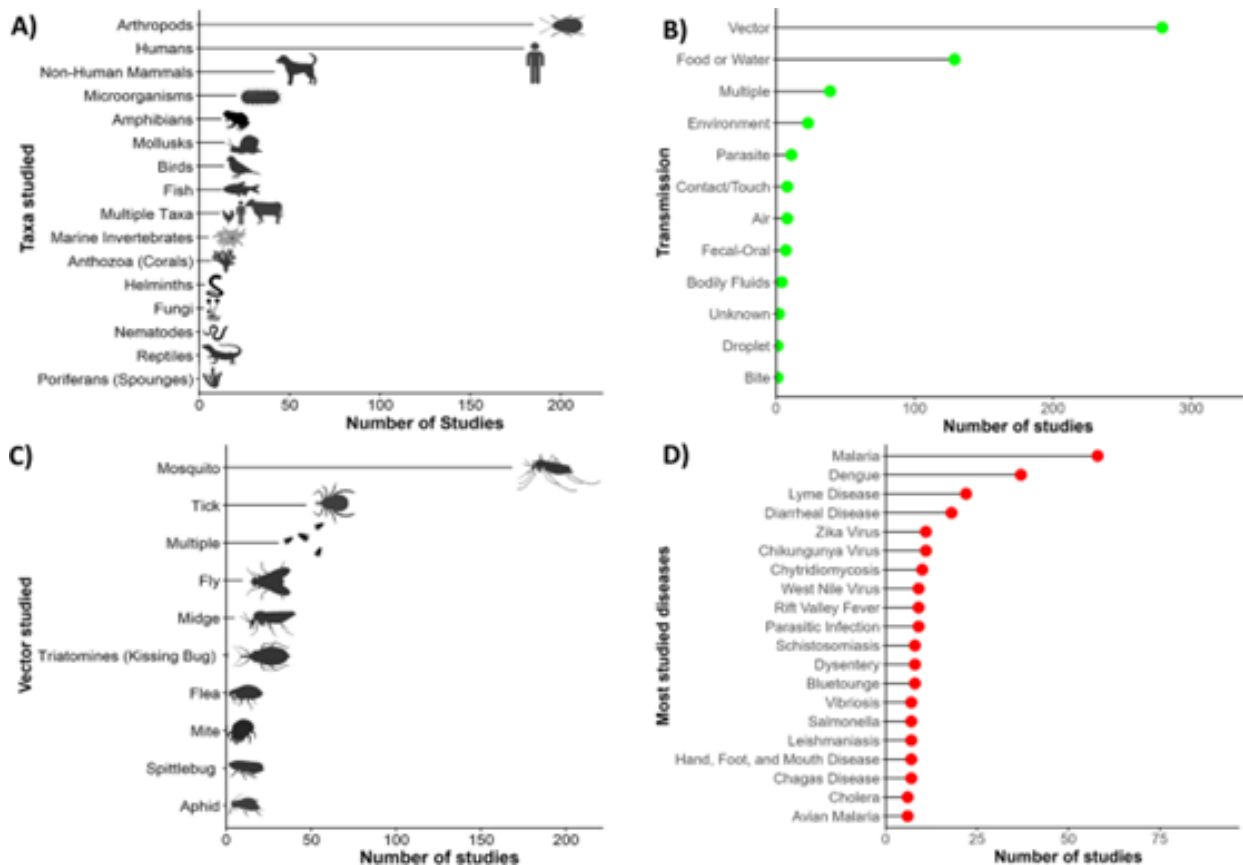 A)
Taxa studied
Arthropods
Humans
Non-Human Mammals
Microorganisms
Amphibians
Mollusks
Birds
Fish
Multiple Taxa
Marine Invertebrates
Anthozoa (Corals)
Helminths
Fungi
Nematodes
Reptiles
Poriferans (Spounges)
0 50 100 150 200
Number of Studies
B)
Transmission
Vector
Food or Water
Multiple
Environment
Parasite
Contact/Touch
Air
Fecal-Oral
Bodily Fluids
Unknown
Droplet
Bite
0 100 200 300
Number of studies
C)
Vector studied
Mosquito
Tick
Multiple
Fly
Midge
Triatomines (Kissing Bug)
Flea
Mite
Spittlebug
Aphid
0 50 100 150 200
Number of studies
D)
Most studied diseases
Malaria
Dengue
Lyme Disease
Diarrheal Disease
Zika Virus
Chikungunya Virus
Chytridiomycosis
West Nile Virus
Rift Valley Fever
Parasitic Infection
Schistosomiasis
Dysentery
Bluetounge
Vibriosis
Salmonella
Leishmaniasis
Hand, Foot, and Mouth Disease
Chagas Disease
Cholera
Avian Malaria
0 25 50 75
Number of studies